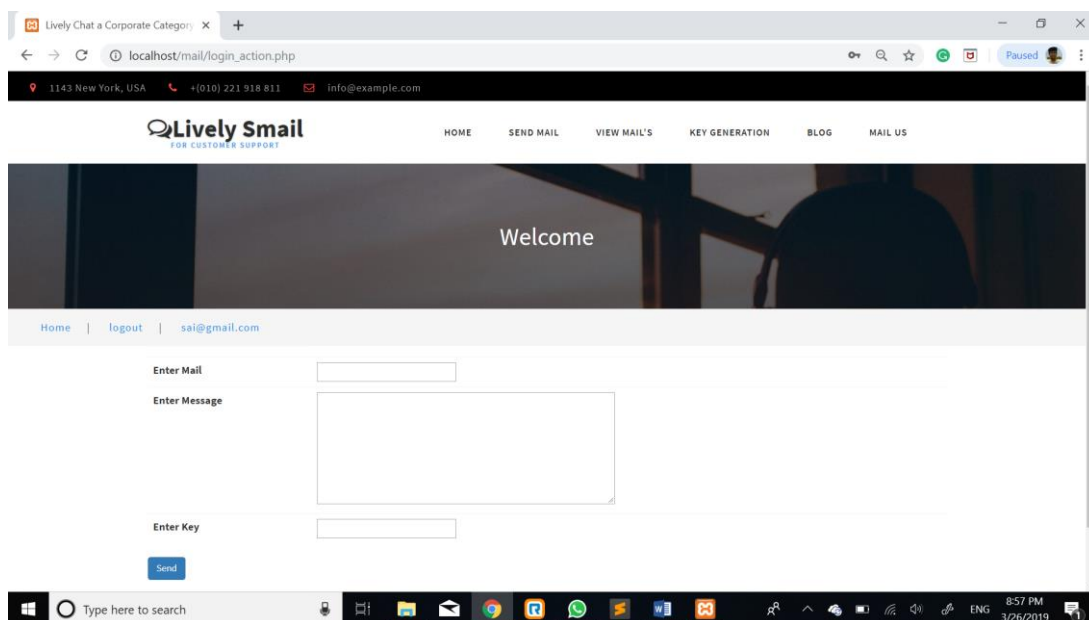 Lively Chat a Corporate Category
localhost/mail/login_action.php
Paused
1143 New York, USA +(010) 221 918 811 info@example.com
Lively Smail
FOR CUSTOMER SUPPORT
HOME SEND MAIL VIEW MAIL'S KEY GENERATION BLOG MAIL US
Welcome
Home | logout | sai@gmail.com
Enter Mail
Enter Message
Enter Key
Send
Type here to search
ENG
8:57 PM
3/26/2019